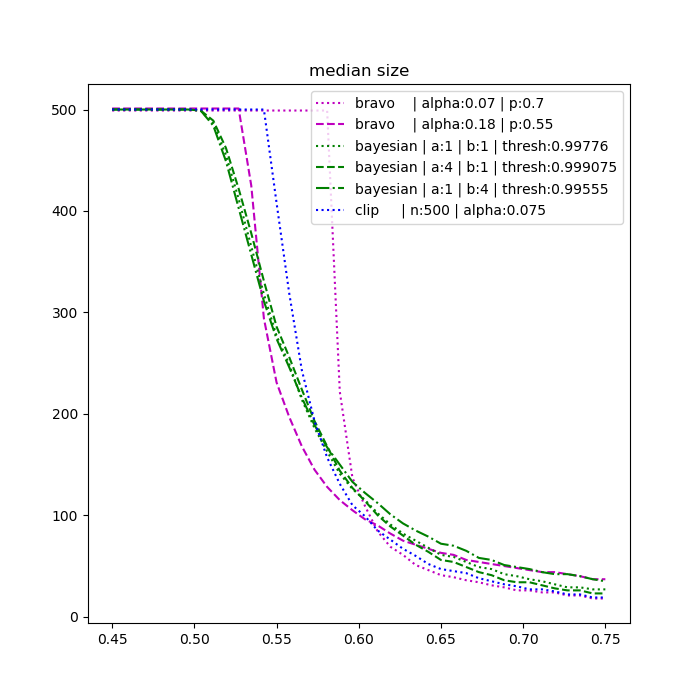 median size
500
400
300
200
100
0
bravo | alpha:0.07 | p:0.7
bravo | alpha:0.18 | p:0.55
bayesian | a:1 | b:1 | thresh:0.99776
bayesian | a:4 | b:1 | thresh:0.999075
bayesian | a:1 | b:4 | thresh:0.99555
clip | n:500 | alpha:0.075
0.45 0.50 0.55 0.60 0.65 0.70 0.75